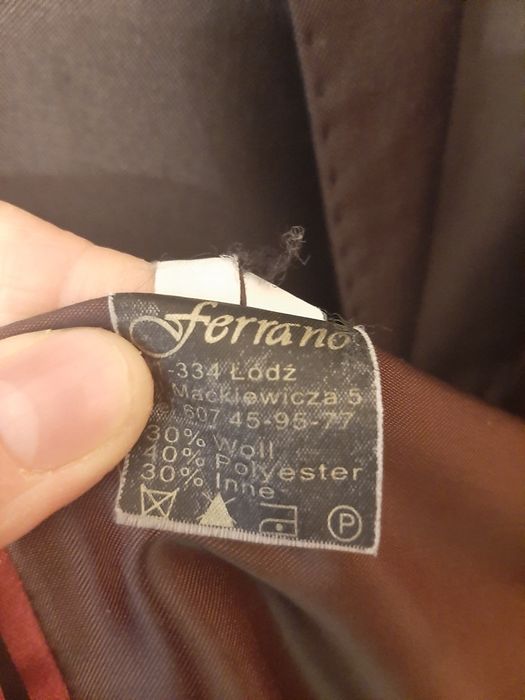 ferrano
-334 Łódź
Mackiewicza 5
607 45-95-77
30% Woll
40% Polyester
30% Inne
P